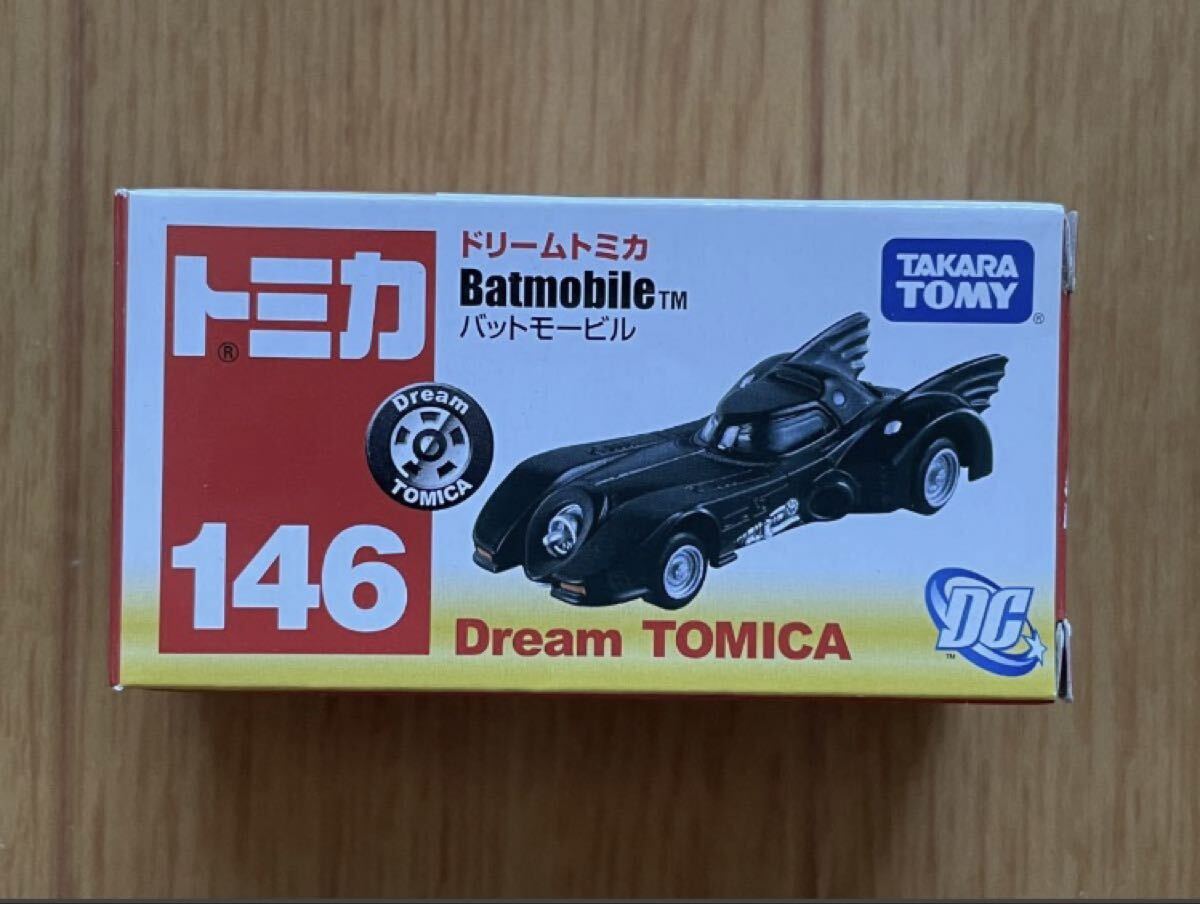 トミカ
®
Dream
TOMICA
146
ドリームトミカ
Batmobile™
バットモービル
TAKARA
TOMY
®
Dream TOMICA
DC
™